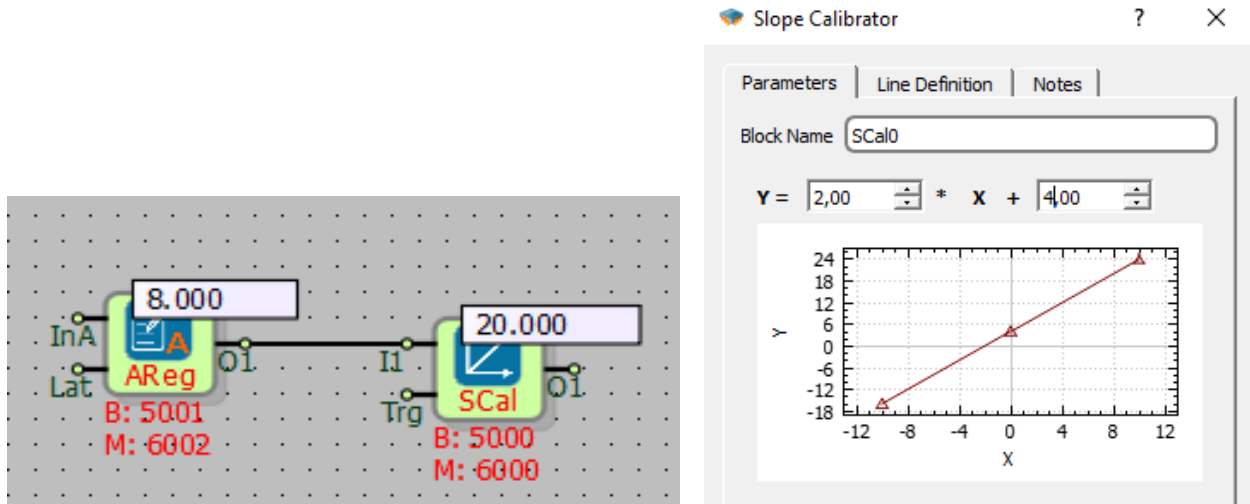 8.000
InA
Lat
A
AReg
O1
B: 5001
M: 6002
20.000
I1
Trg
SCal
O1
B: 5000
M: 6000
Slope Calibrator ? ×
Parameters Line Definition Notes
Block Name SCal0
Y = 2,00 * X + 4,00
24
18
12
6
0
-6
-12
-18
Y
-12 -8 -4 0 4 8 12
X